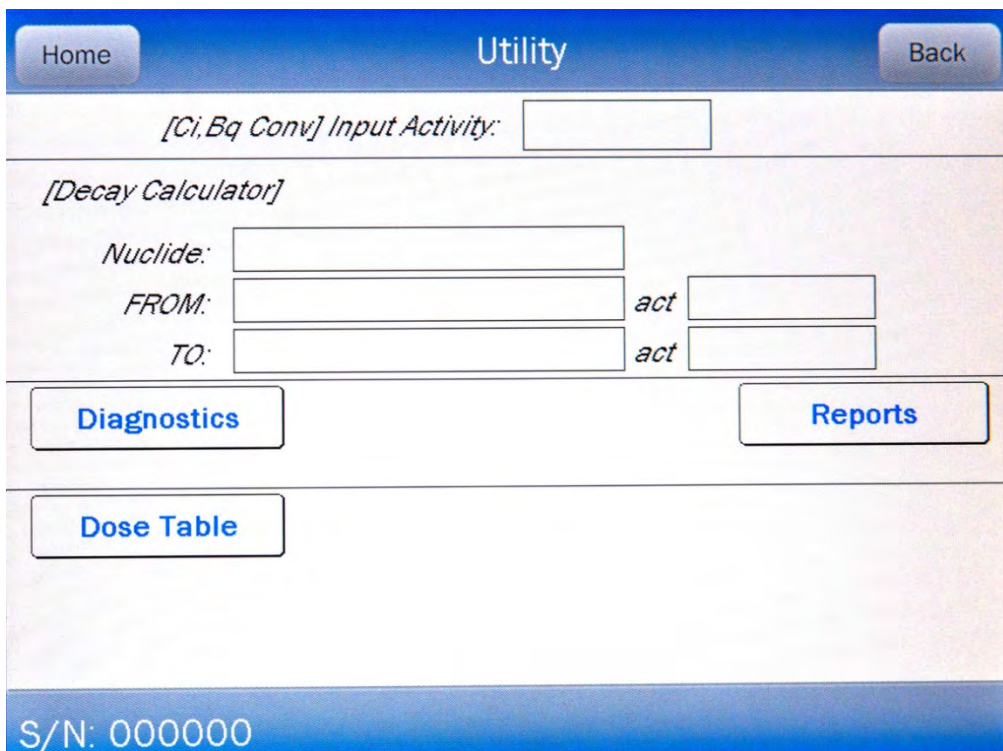 Home Utility Back
[Ci,Bq Conv] Input Activity:
[Decay Calculator]
Nuclide:
FROM: act
TO: act
Diagnostics Reports
Dose Table
S/N: 000000